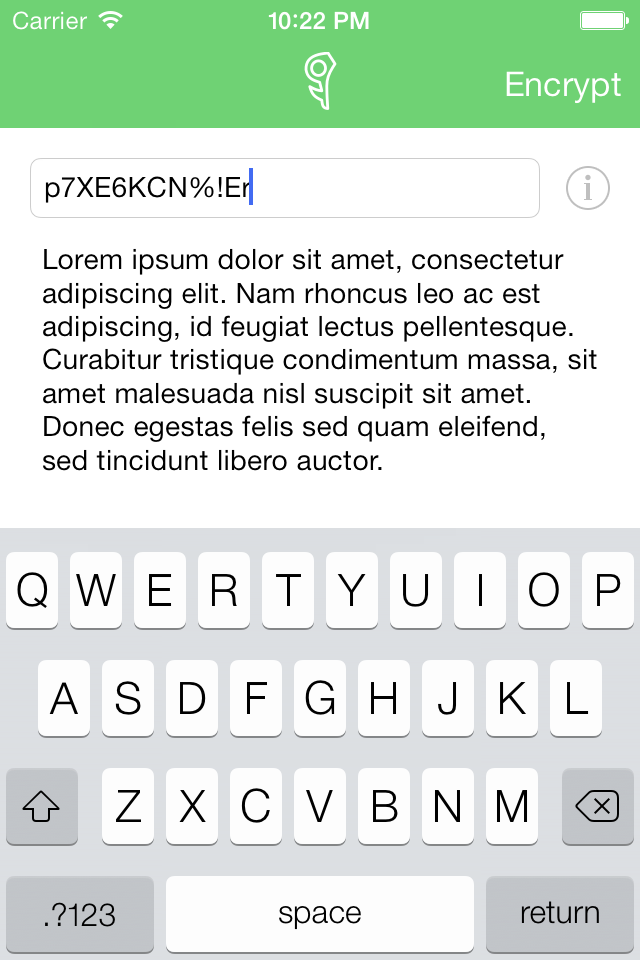 Carrier 10:22 PM
Encrypt
p7XE6KCN%!Er
i
Lorem ipsum dolor sit amet, consectetur
adipiscing elit. Nam rhoncus leo ac est
adipiscing, id feugiat lectus pellentesque.
Curabitur tristique condimentum massa, sit
amet malesuada nisl suscipit sit amet.
Donec egestas felis sed quam eleifend,
sed tincidunt libero auctor.
Q W E R T Y U I O P
A S D F G H J K L
Z X C V B N M
.?123 space return